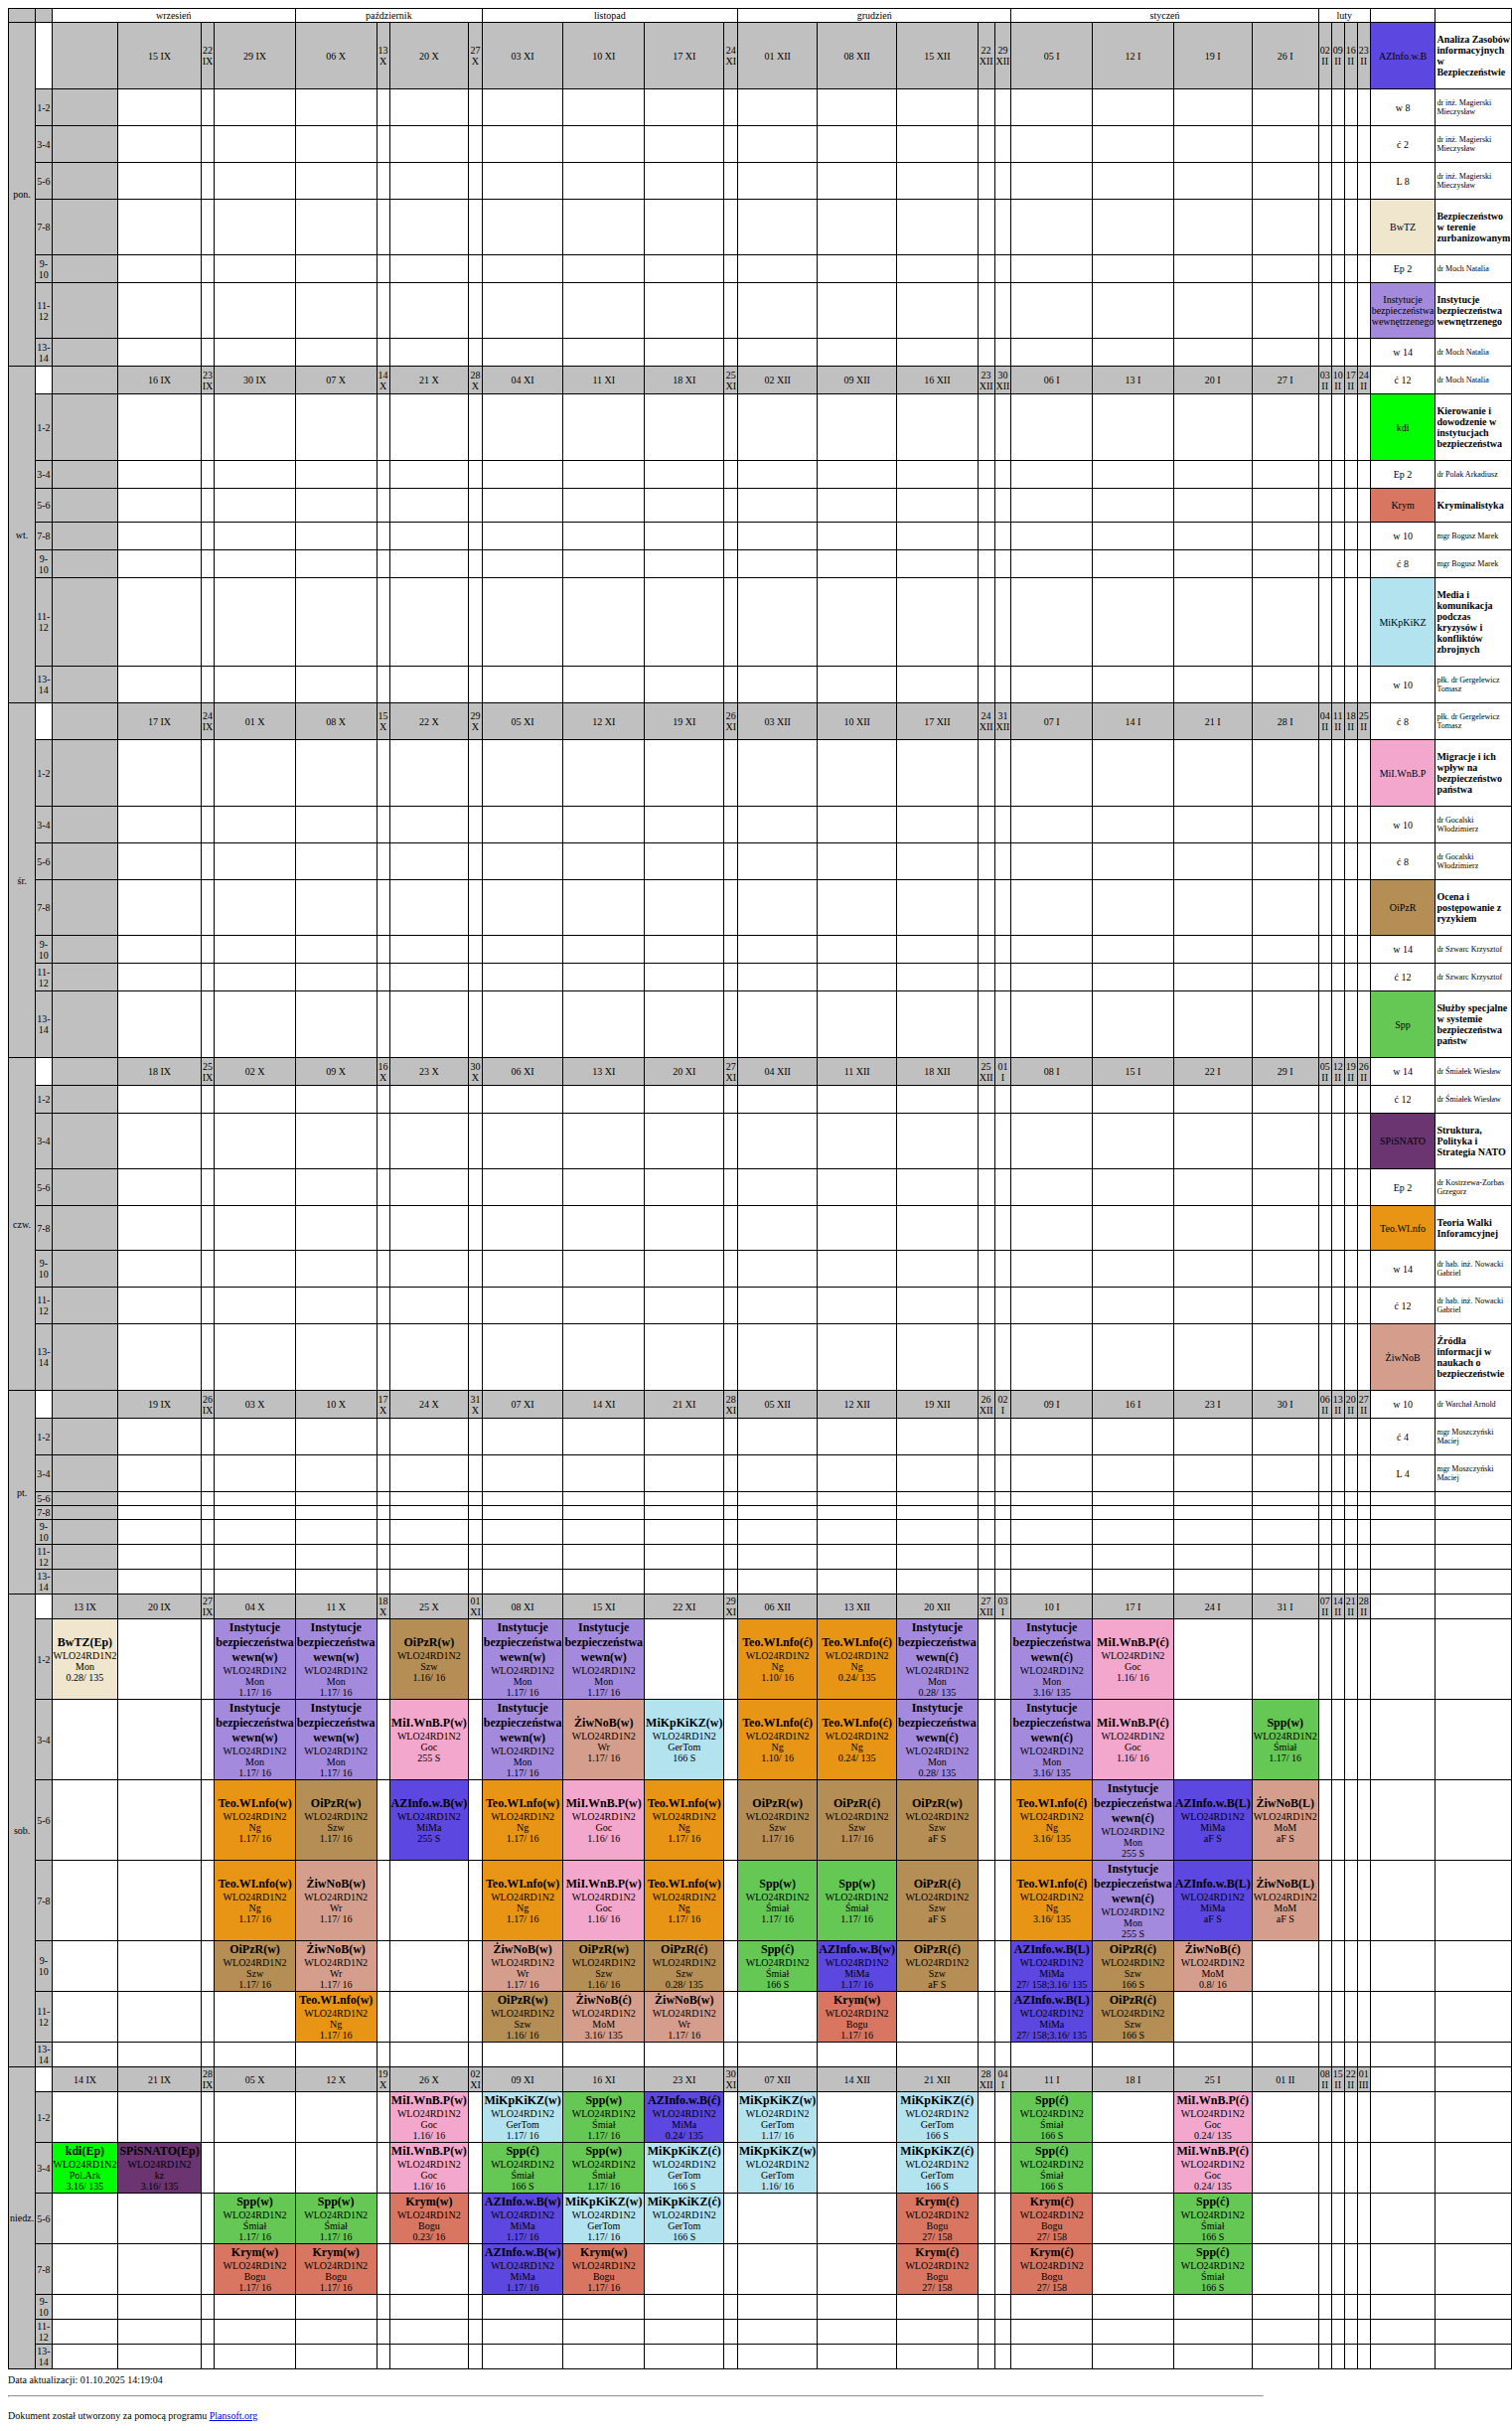 wrzesień październik listopad grudzień styczeń luty
pon. 15 IX 22 IX 29 IX 06 X 13 X 20 X 27 X 03 XI 10 XI 17 XI 24 XI 01 XII 08 XII 15 XII 22 XII 29 XII 05 I 12 I 19 I 26 I 02 II 09 II 16 II 23 II AZInfo.w.B Analiza Zasobów informacyjnych w Bezpieczeństwie
1-2 w 8 dr inż. Magierski Mieczysław
3-4 ć 2 dr inż. Magierski Mieczysław
5-6 L 8 dr inż. Magierski Mieczysław
7-8 BwTZ Bezpieczeństwo w terenie zurbanizowanym
9-10 Ep 2 dr Moch Natalia
11-12 Instytucje bezpieczeństwa wewnętrznego Instytucje bezpieczeństwa wewnętrznego
13-14 w 14 dr Moch Natalia
wt. 16 IX 23 IX 30 IX 07 X 14 X 21 X 28 X 04 XI 11 XI 18 XI 25 XI 02 XII 09 XII 16 XII 23 XII 30 XII 06 I 13 I 20 I 27 I 03 II 10 II 17 II 24 II ć 12 dr Moch Natalia
1-2 kdi Kierowanie i dowodzenie w instytucjach bezpieczeństwa
3-4 Ep 2 dr Polak Arkadiusz
5-6 Krym Kryminalistyka
7-8 w 10 mgr Bogusz Marek
9-10 ć 8 mgr Bogusz Marek
11-12 MiKpKiKZ Media i komunikacja podczas kryzysów i konfliktów zbrojnych
13-14 w 10 płk. dr Gergelewicz Tomasz
śr. 17 IX 24 IX 01 X 08 X 15 X 22 X 29 X 05 XI 12 XI 19 XI 26 XI 03 XII 10 XII 17 XII 24 XII 31 XII 07 I 14 I 21 I 28 I 04 II 11 II 18 II 25 II ć 8 płk. dr Gergelewicz Tomasz
1-2 MiI.WnB.P Migracje i ich wpływ na bezpieczeństwo państwa
3-4 w 10 dr Gocalski Włodzimierz
5-6 ć 8 dr Gocalski Włodzimierz
7-8 OiPzR Ocena i postępowanie z ryzykiem
9-10 w 14 dr Szwarc Krzysztof
11-12 ć 12 dr Szwarc Krzysztof
13-14 Spp Służby specjalne w systemie bezpieczeństwa państw
czw. 18 IX 25 IX 02 X 09 X 16 X 23 X 30 X 06 XI 13 XI 20 XI 27 XI 04 XII 11 XII 18 XII 25 XII 01 I 08 I 15 I 22 I 29 I 05 II 12 II 19 II 26 II w 14 dr Śmiałek Wiesław
1-2 ć 12 dr Śmiałek Wiesław
3-4 SPiSNATO Struktura, Polityka i Strategia NATO
5-6 Ep 2 dr Kostrzewa-Zorbas Grzegorz
7-8 Teo.WI.nfo Teoria Walki Inforamcyjnej
9-10 w 14 dr hab. inż. Nowacki Gabriel
11-12 ć 12 dr hab. inż. Nowacki Gabriel
13-14 ŻiwNoB Źródła informacji w naukach o bezpieczeństwie
pt. 19 IX 26 IX 03 X 10 X 17 X 24 X 31 X 07 XI 14 XI 21 XI 28 XI 05 XII 12 XII 19 XII 26 XII 02 I 09 I 16 I 23 I 30 I 06 II 13 II 20 II 27 II w 10 dr Warchał Arnold
1-2 ć 4 mgr Moszczyński Maciej
3-4 L 4 mgr Moszczyński Maciej
5-6
7-8
9-10
11-12
13-14
sob. 13 IX 20 IX 27 IX 04 X 11 X 18 X 25 X 01 XI 08 XI 15 XI 22 XI 29 XI 06 XII 13 XII 20 XII 27 XII 03 I 10 I 17 I 24 I 31 I 07 II 14 II 21 II 28 II
1-2 BwTZ(Ep) WLO24RD1N2 Mon 0.28/ 135 Instytucje bezpieczeństwa wewn(w) WLO24RD1N2 Mon 1.17/ 16 Instytucje bezpieczeństwa wewn(w) WLO24RD1N2 Mon 1.17/ 16 OiPzR(w) WLO24RD1N2 Szw 1.16/ 16 Instytucje bezpieczeństwa wewn(w) WLO24RD1N2 Mon 1.17/ 16 Instytucje bezpieczeństwa wewn(w) WLO24RD1N2 Mon 1.17/ 16 Teo.WI.nfo(ć) WLO24RD1N2 Ng 1.10/ 16 Teo.WI.nfo(ć) WLO24RD1N2 Ng 0.24/ 135 Instytucje bezpieczeństwa wewn(ć) WLO24RD1N2 Mon 0.28/ 135 Instytucje bezpieczeństwa wewn(ć) WLO24RD1N2 Mon 3.16/ 135 MiI.WnB.P(ć) WLO24RD1N2 Goc 1.16/ 16
3-4 Instytucje bezpieczeństwa wewn(w) WLO24RD1N2 Mon 1.17/ 16 Instytucje bezpieczeństwa wewn(w) WLO24RD1N2 Mon 1.17/ 16 MiI.WnB.P(w) WLO24RD1N2 Goc 255 S Instytucje bezpieczeństwa wewn(w) WLO24RD1N2 Mon 1.17/ 16 ŻiwNoB(w) WLO24RD1N2 Wr 1.17/ 16 MiKpKiKZ(w) WLO24RD1N2 GerTom 166 S Teo.WI.nfo(ć) WLO24RD1N2 Ng 1.10/ 16 Teo.WI.nfo(ć) WLO24RD1N2 Ng 0.24/ 135 Instytucje bezpieczeństwa wewn(ć) WLO24RD1N2 Mon 0.28/ 135 Instytucje bezpieczeństwa wewn(ć) WLO24RD1N2 Mon 3.16/ 135 MiI.WnB.P(ć) WLO24RD1N2 Goc 1.16/ 16 Spp(w) WLO24RD1N2 Śmiał 1.17/ 16
5-6 Teo.WI.nfo(w) WLO24RD1N2 Ng 1.17/ 16 OiPzR(w) WLO24RD1N2 Szw 1.17/ 16 AZInfo.w.B(w) WLO24RD1N2 MiMa 255 S Teo.WI.nfo(w) WLO24RD1N2 Ng 1.17/ 16 MiI.WnB.P(w) WLO24RD1N2 Goc 1.16/ 16 Teo.WI.nfo(w) WLO24RD1N2 Ng 1.17/ 16 OiPzR(w) WLO24RD1N2 Szw 1.17/ 16 OiPzR(ć) WLO24RD1N2 Szw 1.17/ 16 OiPzR(w) WLO24RD1N2 Szw aF S Teo.WI.nfo(ć) WLO24RD1N2 Ng 3.16/ 135 Instytucje bezpieczeństwa wewn(ć) WLO24RD1N2 Mon 255 S AZInfo.w.B(L) WLO24RD1N2 MiMa aF S ŻiwNoB(L) WLO24RD1N2 MoM aF S
7-8 Teo.WI.nfo(w) WLO24RD1N2 Ng 1.17/ 16 ŻiwNoB(w) WLO24RD1N2 Wr 1.17/ 16 Teo.WI.nfo(w) WLO24RD1N2 Ng 1.17/ 16 MiI.WnB.P(w) WLO24RD1N2 Goc 1.16/ 16 Teo.WI.nfo(w) WLO24RD1N2 Ng 1.17/ 16 Spp(w) WLO24RD1N2 Śmiał 1.17/ 16 Spp(w) WLO24RD1N2 Śmiał 1.17/ 16 OiPzR(ć) WLO24RD1N2 Szw aF S Teo.WI.nfo(ć) WLO24RD1N2 Ng 3.16/ 135 Instytucje bezpieczeństwa wewn(ć) WLO24RD1N2 Mon 255 S AZInfo.w.B(L) WLO24RD1N2 MiMa aF S ŻiwNoB(L) WLO24RD1N2 MoM aF S
9-10 OiPzR(w) WLO24RD1N2 Szw 1.17/ 16 ŻiwNoB(w) WLO24RD1N2 Wr 1.17/ 16 ŻiwNoB(w) WLO24RD1N2 Wr 1.17/ 16 OiPzR(w) WLO24RD1N2 Szw 1.16/ 16 OiPzR(ć) WLO24RD1N2 Szw 0.28/ 135 Spp(ć) WLO24RD1N2 Śmiał 166 S AZInfo.w.B(w) WLO24RD1N2 MiMa 1.17/ 16 OiPzR(ć) WLO24RD1N2 Szw aF S AZInfo.w.B(L) WLO24RD1N2 MiMa 27/ 158;3.16/ 135 OiPzR(ć) WLO24RD1N2 Szw 166 S ŻiwNoB(ć) WLO24RD1N2 MoM 0.8/ 16
11-12 Teo.WI.nfo(w) WLO24RD1N2 Ng 1.17/ 16 OiPzR(w) WLO24RD1N2 Szw 1.16/ 16 ŻiwNoB(ć) WLO24RD1N2 MoM 3.16/ 135 ŻiwNoB(w) WLO24RD1N2 Wr 1.17/ 16 Krym(w) WLO24RD1N2 Bogu 1.17/ 16 AZInfo.w.B(L) WLO24RD1N2 MiMa 27/ 158;3.16/ 135 OiPzR(ć) WLO24RD1N2 Szw 166 S
13-14
niedz. 14 IX 21 IX 28 IX 05 X 12 X 19 X 26 X 02 XI 09 XI 16 XI 23 XI 30 XI 07 XII 14 XII 21 XII 28 XII 04 I 11 I 18 I 25 I 01 II 08 II 15 II 22 II 01 III
1-2 MiI.WnB.P(w) WLO24RD1N2 Goc 1.16/ 16 MiKpKiKZ(w) WLO24RD1N2 GerTom 1.17/ 16 Spp(w) WLO24RD1N2 Śmiał 1.17/ 16 AZInfo.w.B(ć) WLO24RD1N2 MiMa 0.24/ 135 MiKpKiKZ(w) WLO24RD1N2 GerTom 1.17/ 16 MiKpKiKZ(ć) WLO24RD1N2 GerTom 166 S Spp(ć) WLO24RD1N2 Śmiał 166 S MiI.WnB.P(ć) WLO24RD1N2 Goc 0.24/ 135
3-4 kdi(Ep) WLO24RD1N2 Pol.Ark 3.16/ 135 SPiSNATO(Ep) WLO24RD1N2 kz 3.16/ 135 MiI.WnB.P(w) WLO24RD1N2 Goc 1.16/ 16 Spp(ć) WLO24RD1N2 Śmiał 166 S Spp(w) WLO24RD1N2 Śmiał 1.17/ 16 MiKpKiKZ(ć) WLO24RD1N2 GerTom 166 S MiKpKiKZ(w) WLO24RD1N2 GerTom 1.16/ 16 MiKpKiKZ(ć) WLO24RD1N2 GerTom 166 S Spp(ć) WLO24RD1N2 Śmiał 166 S MiI.WnB.P(ć) WLO24RD1N2 Goc 0.24/ 135
5-6 Spp(w) WLO24RD1N2 Śmiał 1.17/ 16 Spp(w) WLO24RD1N2 Śmiał 1.17/ 16 Krym(w) WLO24RD1N2 Bogu 0.23/ 16 AZInfo.w.B(w) WLO24RD1N2 MiMa 1.17/ 16 MiKpKiKZ(w) WLO24RD1N2 GerTom 1.17/ 16 MiKpKiKZ(ć) WLO24RD1N2 GerTom 166 S Krym(ć) WLO24RD1N2 Bogu 27/ 158 Krym(ć) WLO24RD1N2 Bogu 27/ 158 Spp(ć) WLO24RD1N2 Śmiał 166 S
7-8 Krym(w) WLO24RD1N2 Bogu 1.17/ 16 Krym(w) WLO24RD1N2 Bogu 1.17/ 16 AZInfo.w.B(w) WLO24RD1N2 MiMa 1.17/ 16 Krym(w) WLO24RD1N2 Bogu 1.17/ 16 Krym(ć) WLO24RD1N2 Bogu 27/ 158 Krym(ć) WLO24RD1N2 Bogu 27/ 158 Spp(ć) WLO24RD1N2 Śmiał 166 S
9-10
11-12
13-14
Data aktualizacji: 01.10.2025 14:19:04
Dokument został utworzony za pomocą programu Plansoft.org